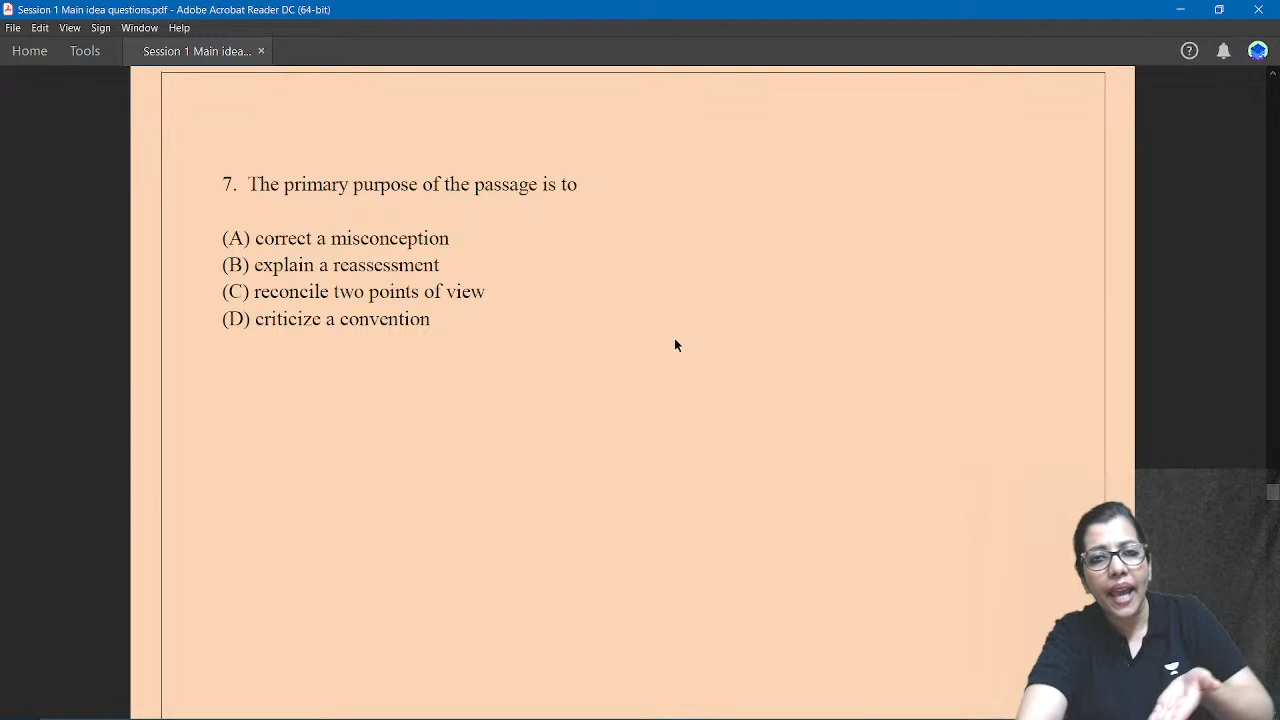 Session 1 Main idea questions.pdf - Adobe Acrobat Reader DC (64-bit)
File Edit View Sign Window Help
Home Tools Session 1 Main idea... ×
7. The primary purpose of the passage is to
(A) correct a misconception
(B) explain a reassessment
(C) reconcile two points of view
(D) criticize a convention